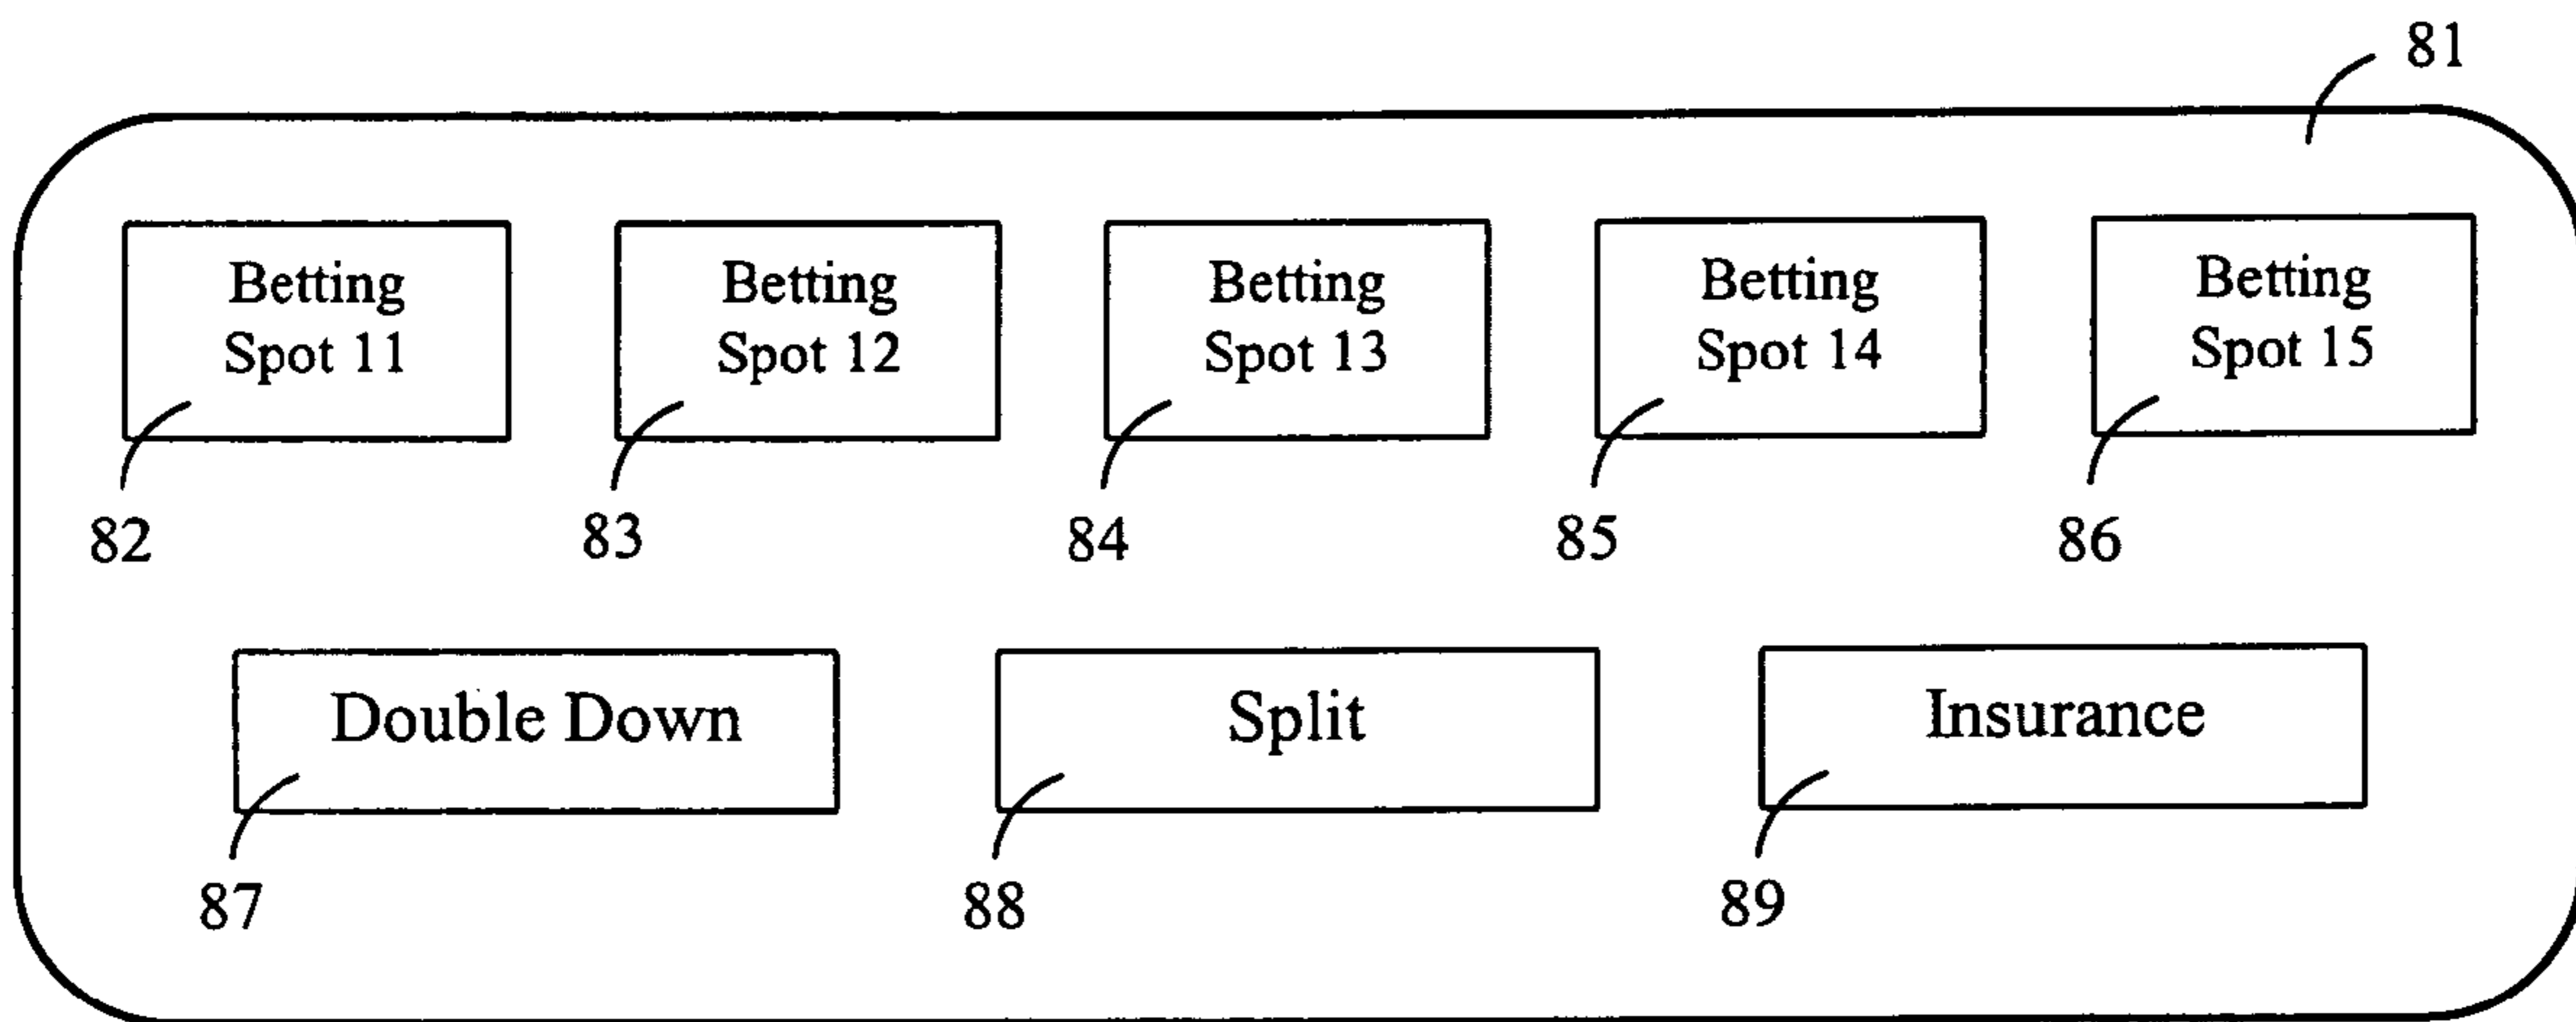 81
Betting
Spot 11
Betting
Spot 12
Betting
Spot 13
Betting
Spot 14
Betting
Spot 15
82
83
84
85
86
Double Down
Split
Insurance
87
88
89